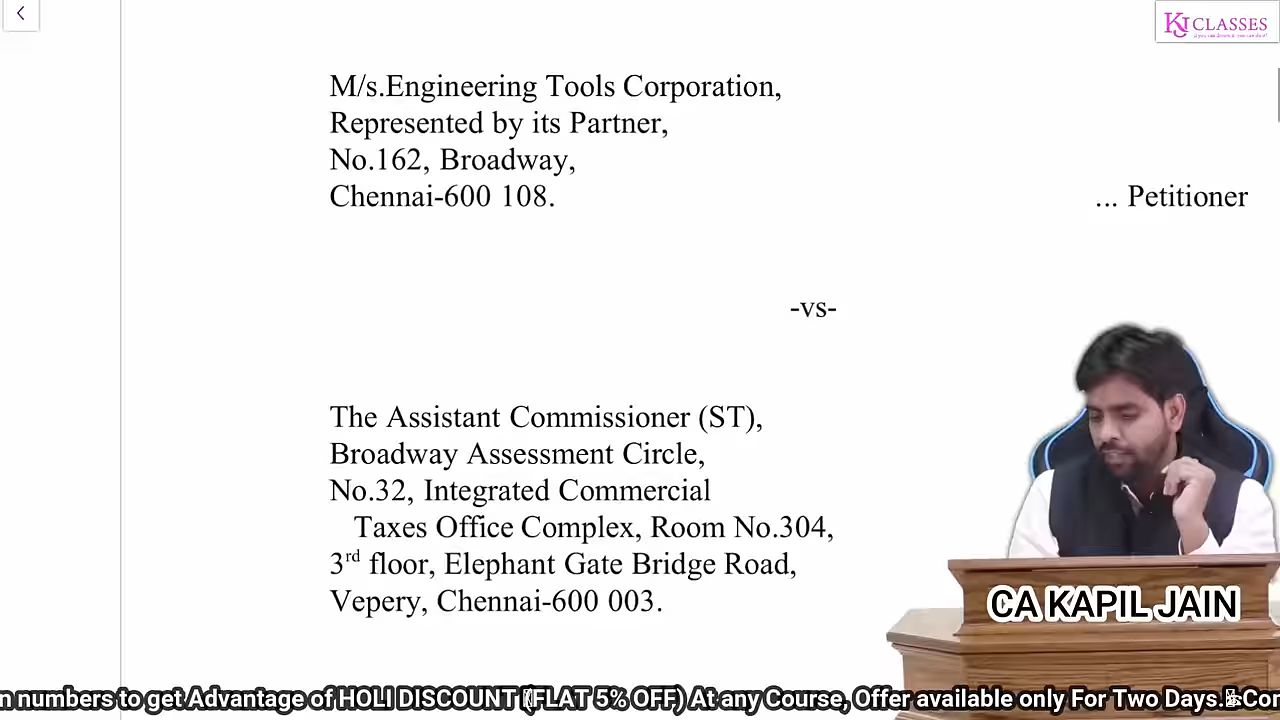 KJ CLASSES
M/s.Engineering Tools Corporation,
Represented by its Partner,
No.162, Broadway,
Chennai-600 108.
... Petitioner
-vs-
The Assistant Commissioner (ST),
Broadway Assessment Circle,
No.32, Integrated Commercial
Taxes Office Complex, Room No.304,
3rd floor, Elephant Gate Bridge Road,
Vepery, Chennai-600 003.
CA KAPIL JAIN
n numbers to get Advantage of HOLI DISCOUNT (FLAT 5% OFF) At any Course, Offer available only For Two Days. Con